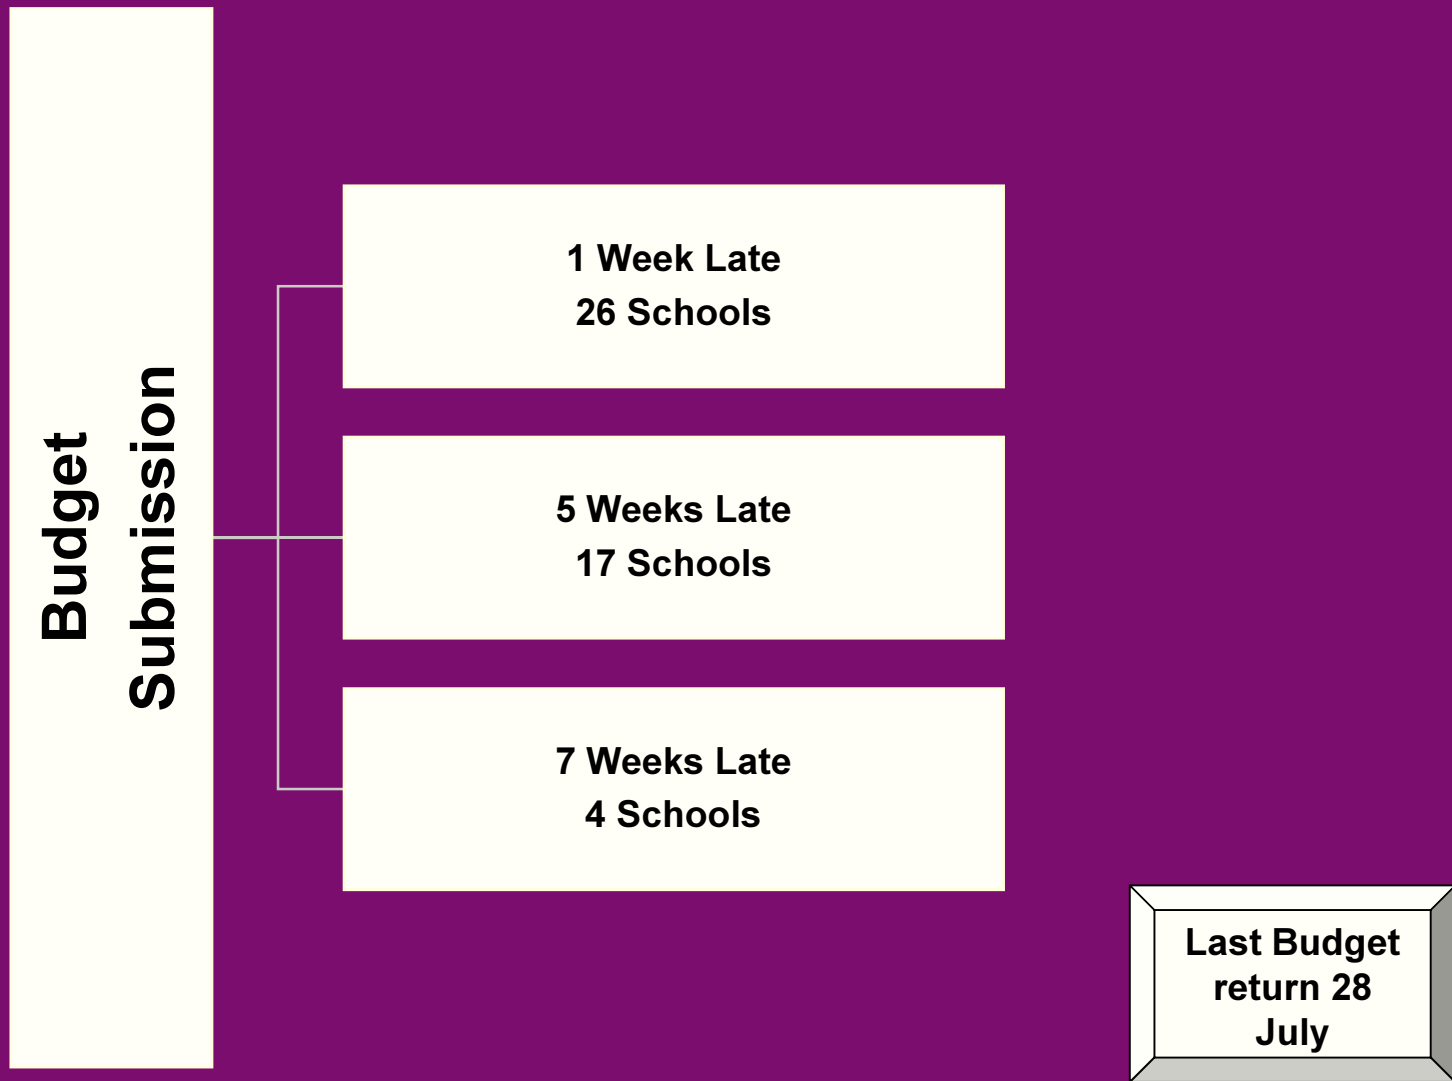 Budget
Submission
1 Week Late
26 Schools
5 Weeks Late
17 Schools
7 Weeks Late
4 Schools
Last Budget
return 28
July